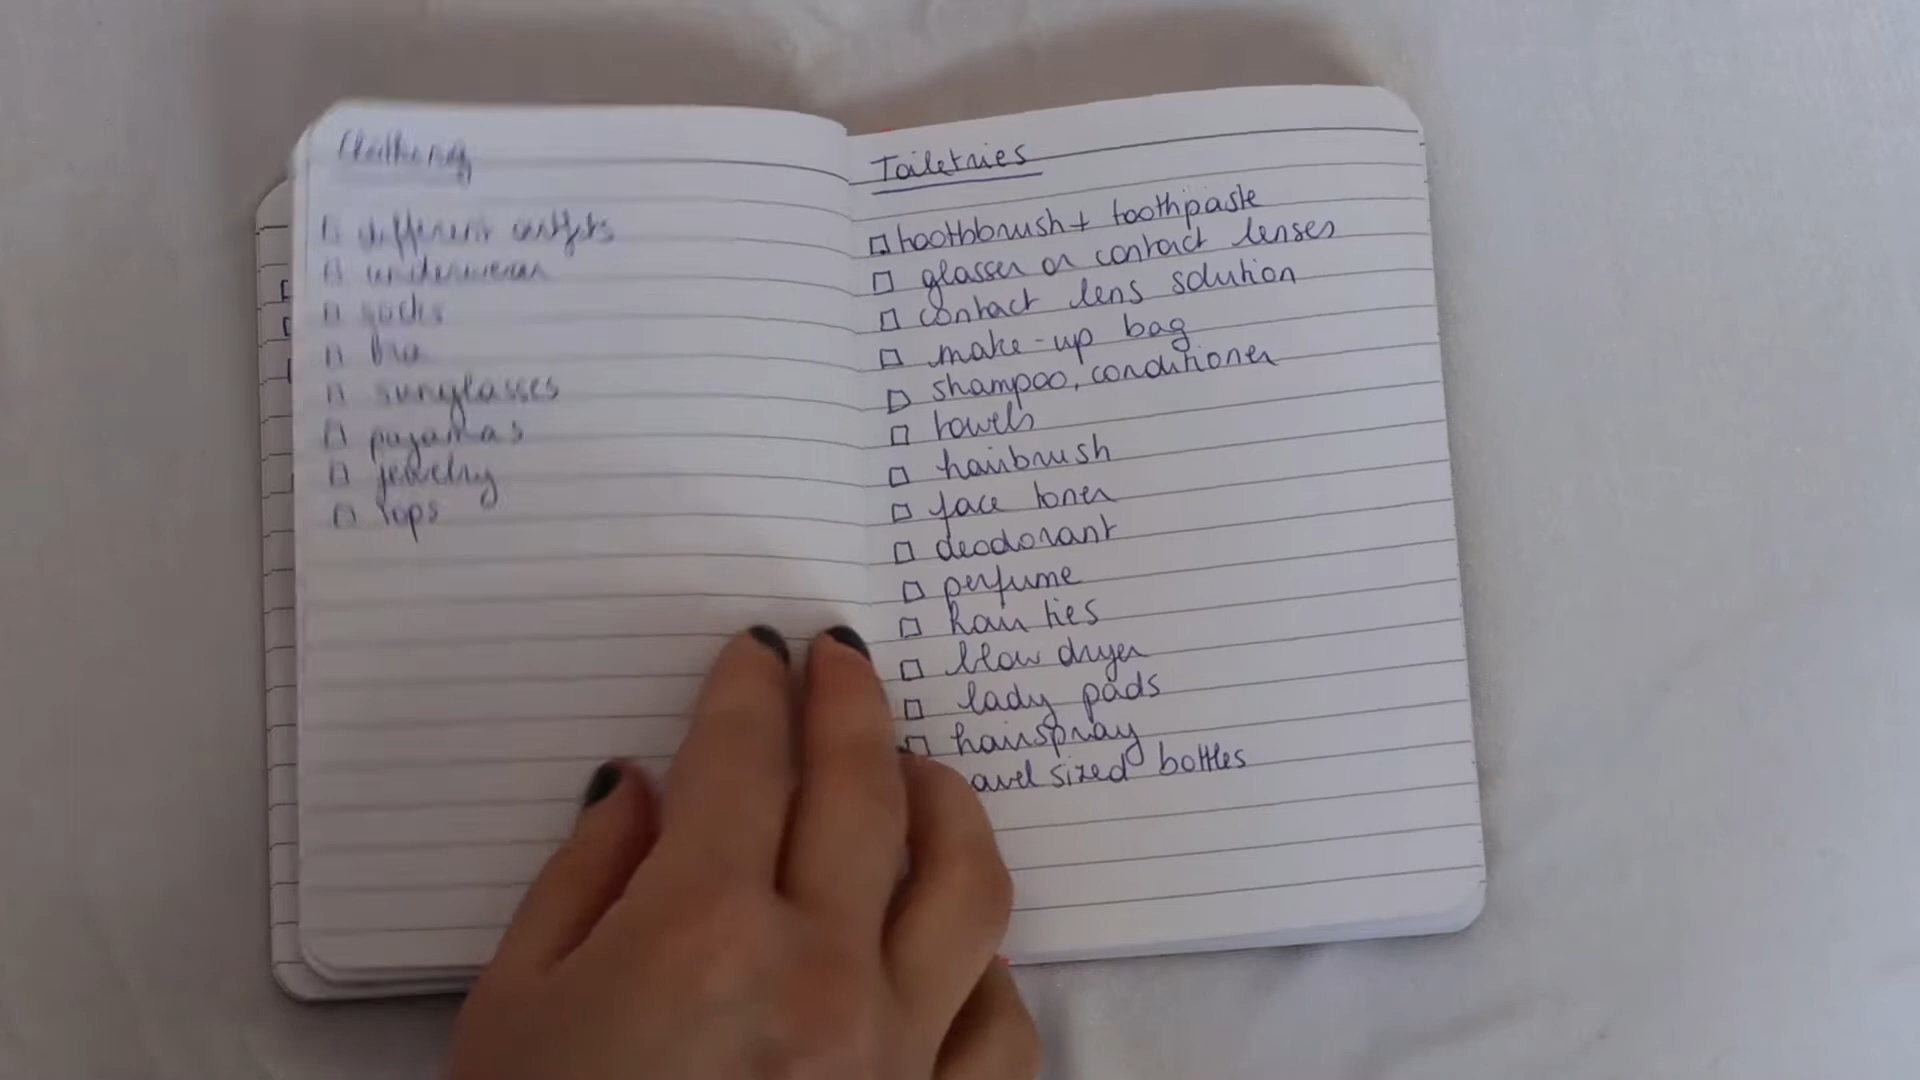 Clothing
different outfits
underwear
socks
bra
sunglasses
pajamas
jewelry
tops
Toiletries
toothbrush + toothpaste
glasses or contact lenses
contact lens solution
make-up bag
shampoo, conditioner
towels
hairbrush
face toner
deodorant
perfume
hair ties
blow dryer
lady pads
hairspray
sized bottles